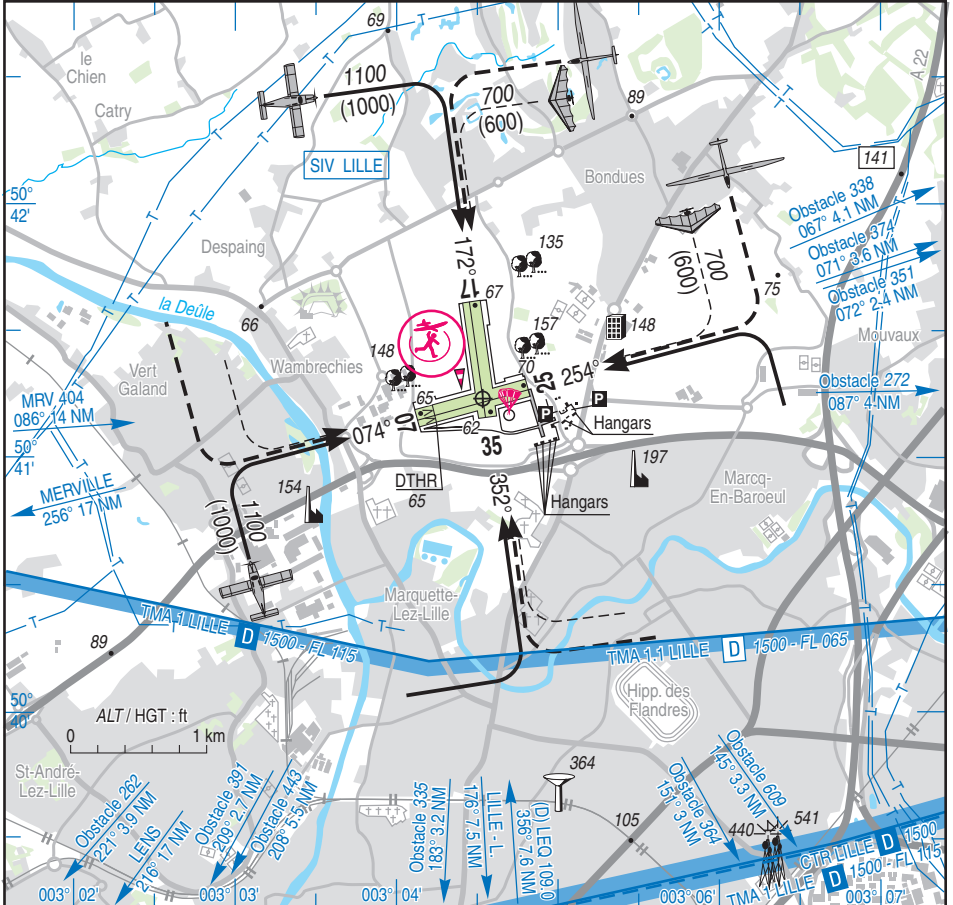 69
le
Chien
Catry
1100
(1000)
700
(600)
89
A 22
141
SIV LILLE
Bondues
50°
42'
Obstacle 338
067° 4.1 NM
Obstacle 374
071° 3.6 NM
Obstacle 351
072° 2.4 NM
Despaing
172°
17
135
700
(600)
75
la Deûle
66
67
157
148
Mouvaux
Vert
Galand
Wambrechies
148
70
25
254°
Obstacle 272
087° 4 NM
MRV 404
086° 14 NM
65
P
P
Hangars
074°
07
62
35
50°
41'
MERVILLE
256° 17 NM
154
DTHR
65
352°
Hangars
197
Marcq-
En-Baroeul
1100
(1000)
Marquette-
Lez-Lille
TMA 1 LILLE D 1500 - FL 115
TMA 1.1 LILLE D 1500 - FL 065
89
50°
40'
ALT / HGT : ft
0 1 km
Hipp. des
Flandres
St-André-
Lez-Lille
364
105
440
541
Obstacle 262
221° 3.9 NM
LENS
216° 17 NM
Obstacle 391
209° 2.7 NM
Obstacle 443
208° 5.5 NM
Obstacle 335
183° 3.2 NM
LILLE - L.
176° 7.5 NM
(D) LEQ 109.0
356° 7.6 NM
Obstacle 364
151° 3 NM
Obstacle 609
145° 3.3 NM
CTR LILLE D 1500
TMA 1 LILLE D 1500 - FL 115
003° 02'
003° 03'
003° 04'
003° 06'
003° 07'
T
T
T
T
T
T
T
T
T
T
T
T
T
T